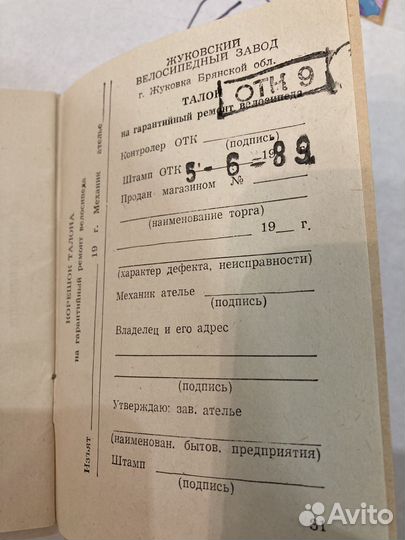 ЖУКОВСКИЙ
ВЕЛОСИПЕДНЫЙ ЗАВОД
г. Жуковка Брянской обл.
ТАЛОН
ОТК 9
на гарантийный ремонт велосипеда
Контролер ОТК
(подпись)
Штамп ОТК 19
5-6-89
Продан магазином №
(наименование торга)
19 г.
(характер дефекта, неисправности)
Механик ателье
(подпись)
Владелец и его адрес
(подпись)
Утверждаю: зав. ателье
(наименован. бытов. предприятия)
Штамп
(подпись)
31
КОРЕШОК ТАЛОНА
на гарантийный ремонт велосипеда
Изъят 19 г. Механик ателье
Avito